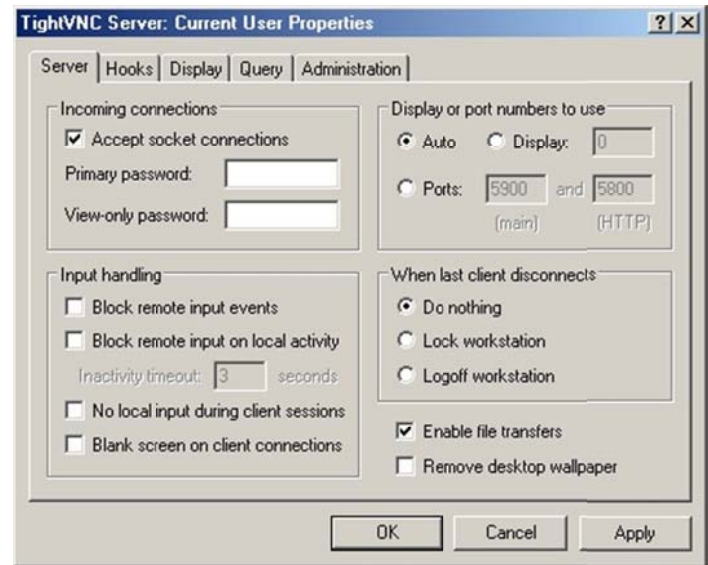 TightVNC Server: Current User Properties
Server Hooks Display Query Administration
Incoming connections
Accept socket connections
Primary password:
View-only password:
Display or port numbers to use
Auto Display: 0
Ports: 5900 and 5800
(main) (HTTP)
Input handling
Block remote input events
Block remote input on local activity
Inactivity timeout: 3 seconds
No local input during client sessions
Blank screen on client connections
When last client disconnects
Do nothing
Lock workstation
Logoff workstation
Enable file transfers
Remove desktop wallpaper
OK Cancel Apply